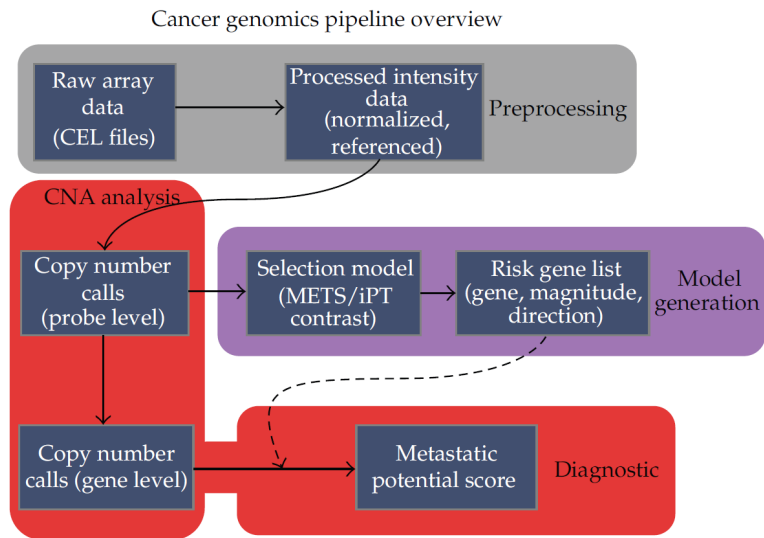 Cancer genomics pipeline overview
Raw array
data
(CEL files)
Processed intensity
data
(normalized,
referenced)
Preprocessing
CNA analysis
Copy number
calls
(probe level)
Selection model
(METS/iPT
contrast)
Risk gene list
(gene, magnitude,
direction)
Model
generation
Copy number
calls (gene level)
Metastatic
potential score
Diagnostic